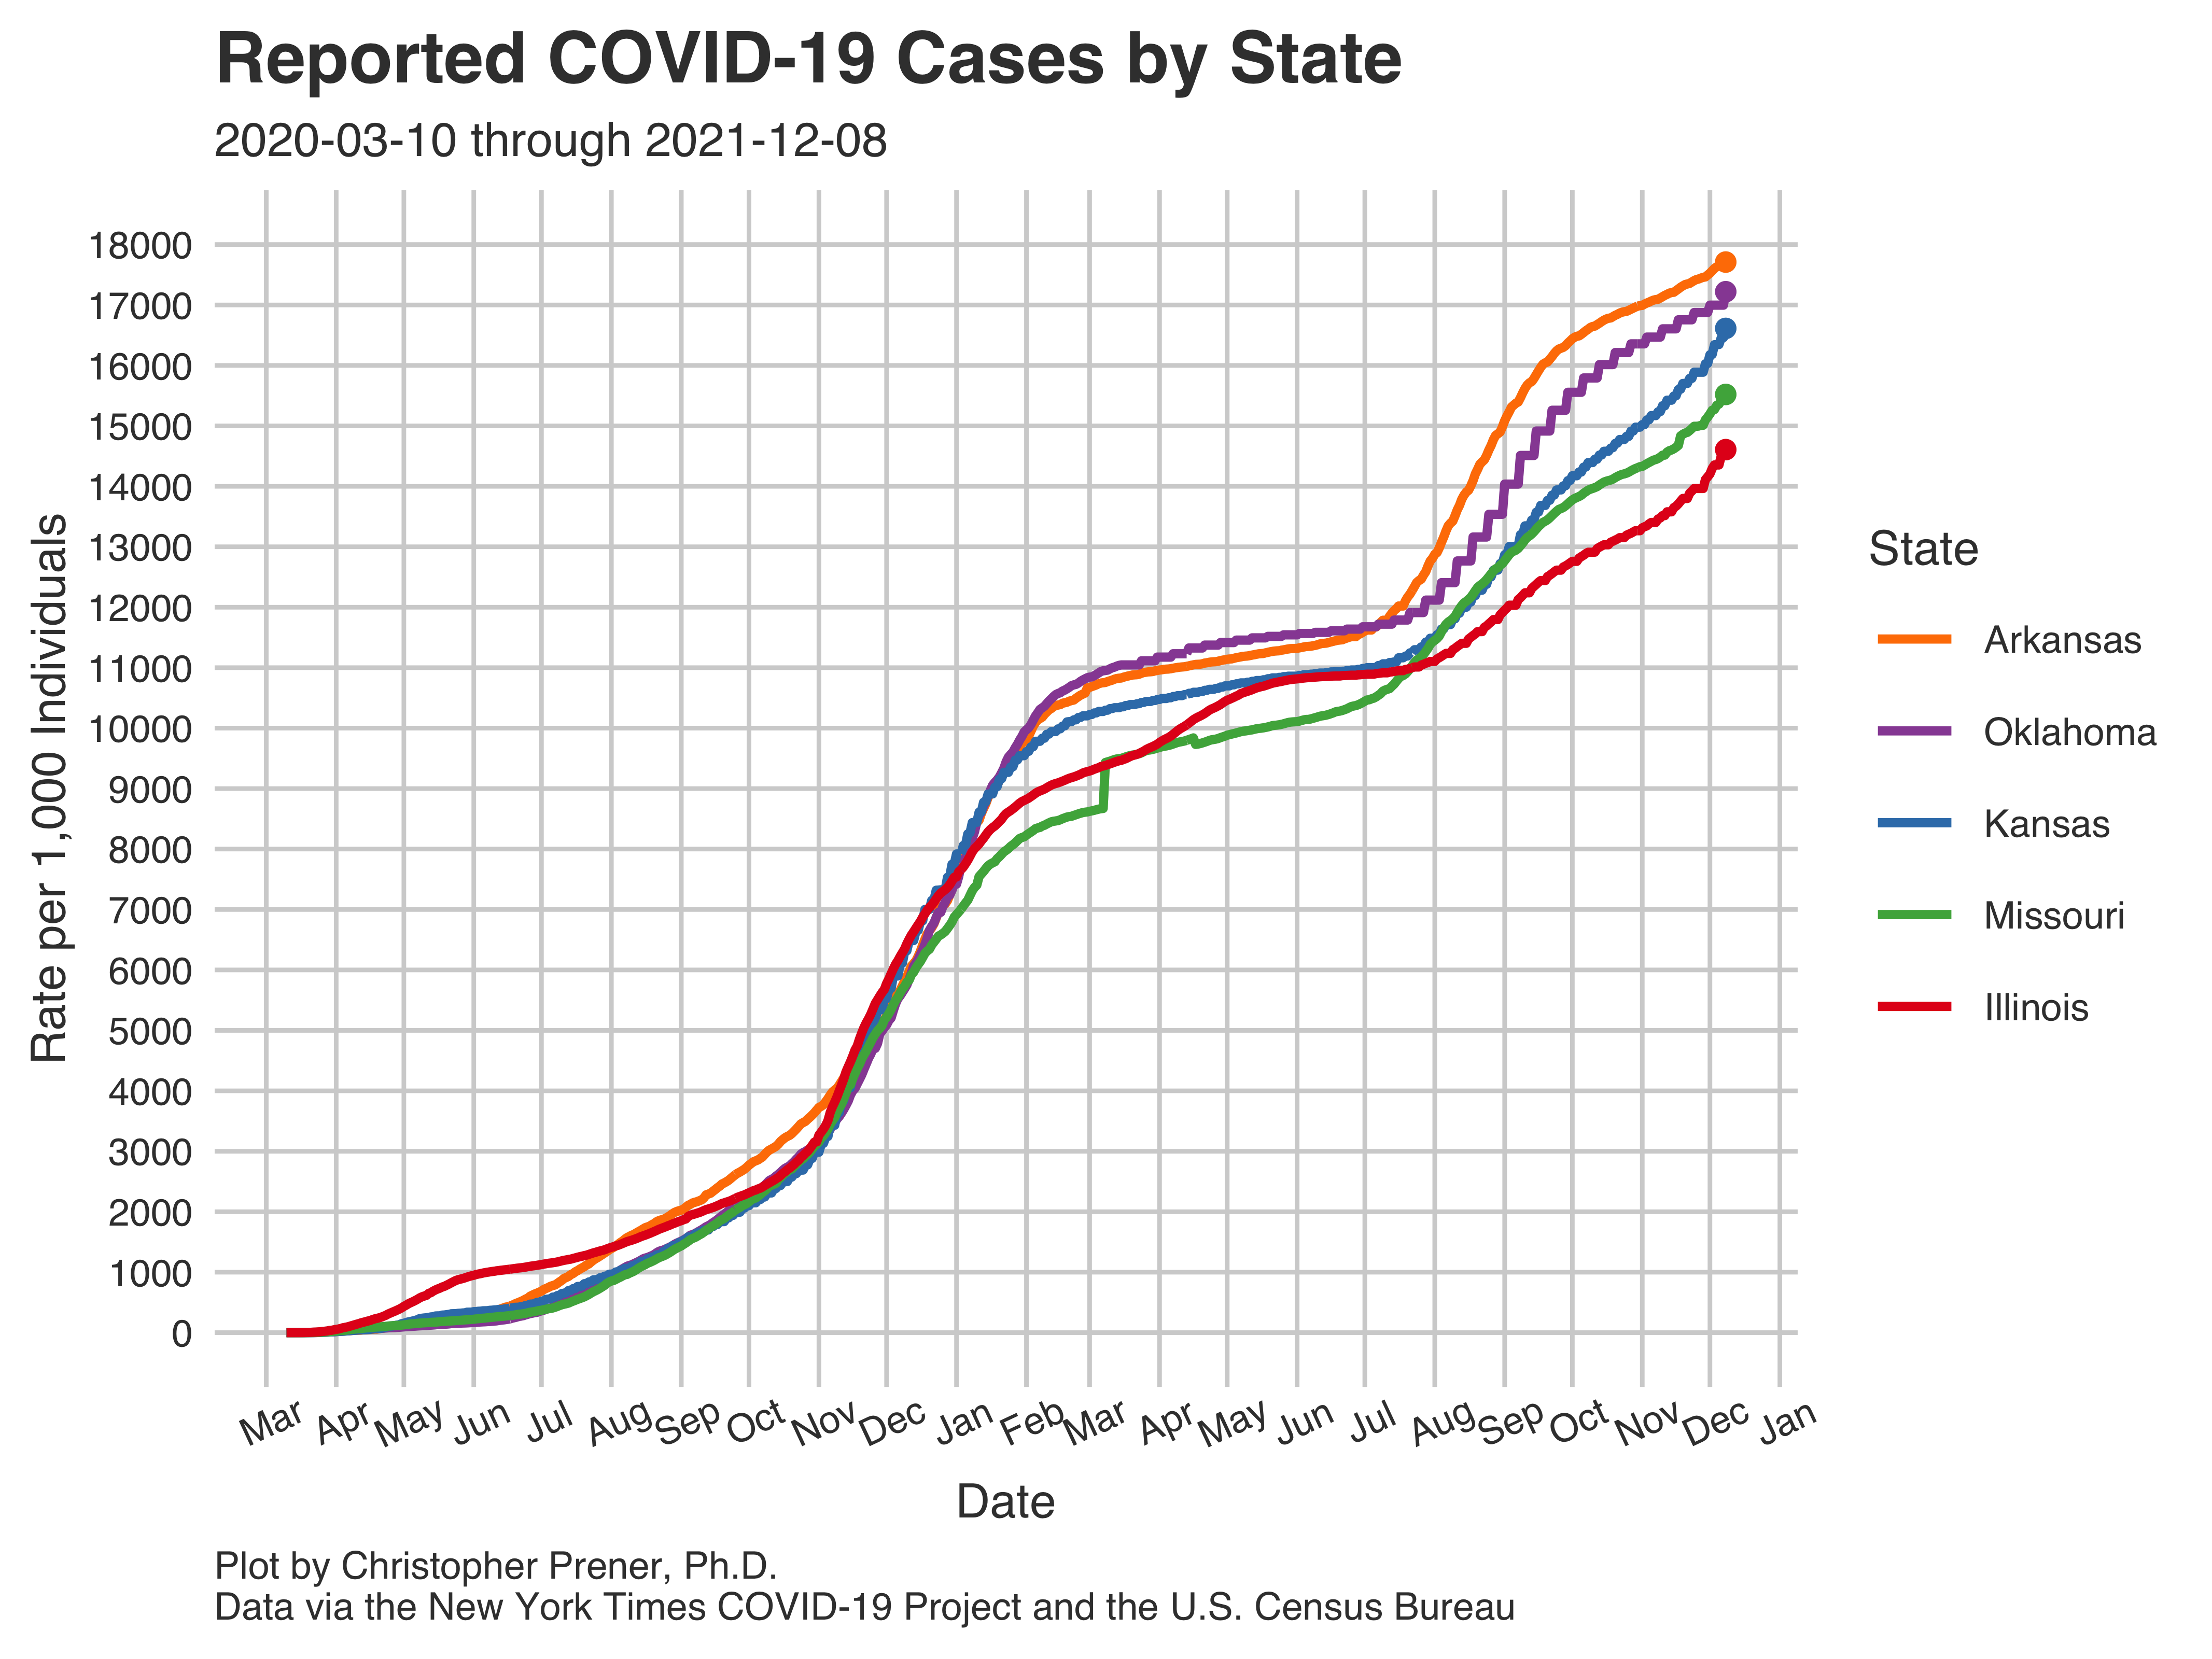 Reported COVID-19 Cases by State
2020-03-10 through 2021-12-08
18000
17000
16000
15000
14000
13000
12000
11000
10000
9000
8000
7000
6000
5000
4000
3000
2000
1000
0
Rate per 1,000 Individuals
Mar Apr May Jun Jul Aug Sep Oct Nov Dec Jan Feb Mar Apr May Jun Jul Aug Sep Oct Nov Dec Jan
Date
State
Arkansas
Oklahoma
Kansas
Missouri
Illinois
Plot by Christopher Prener, Ph.D.
Data via the New York Times COVID-19 Project and the U.S. Census Bureau